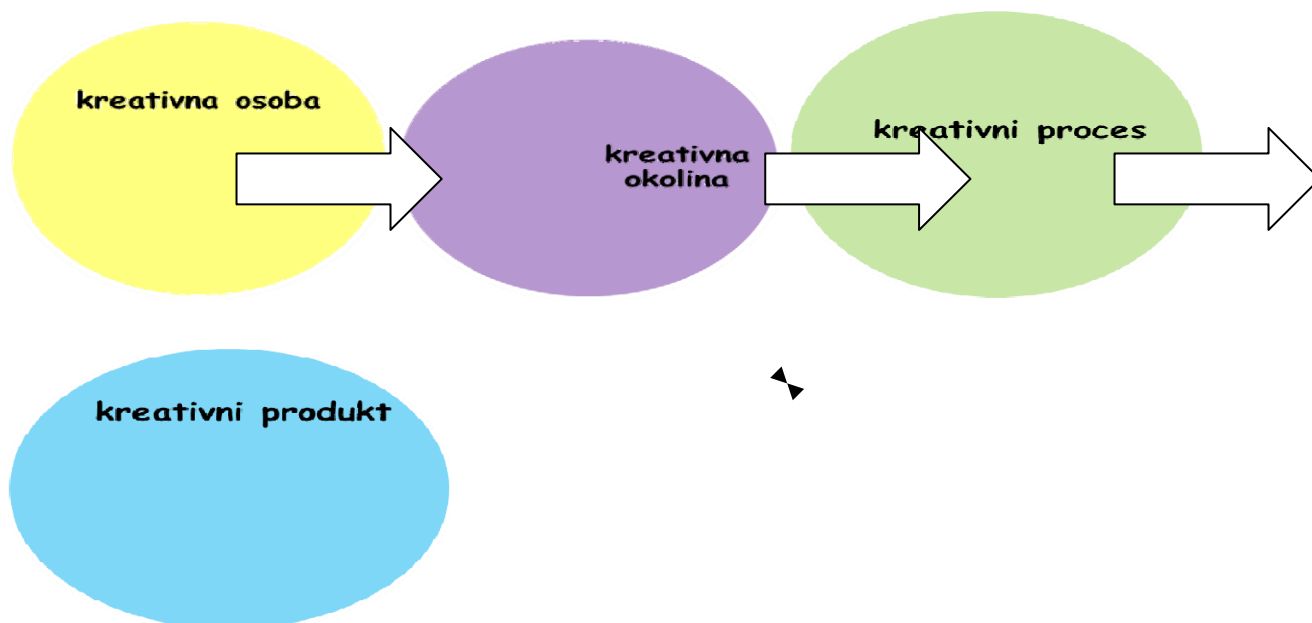 kreativna osoba
kreativna
okolina
kreativni proces
kreativni produkt